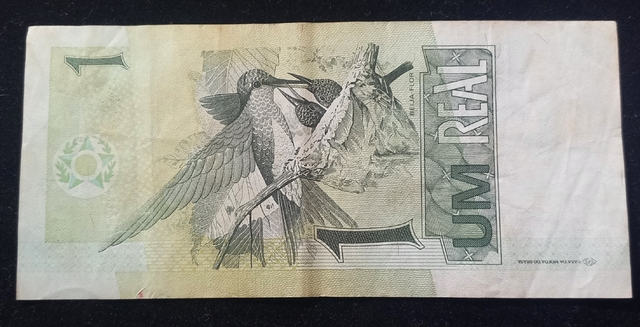 1
BEIJA-FLOR
UM REAL
1
CASA DA MOEDA DO BRASIL